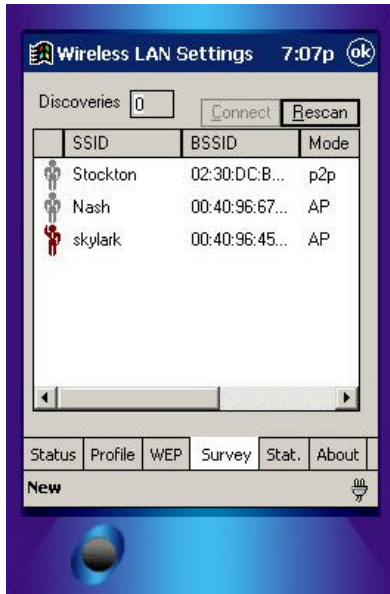 Wireless LAN Settings 7:07p ok
Discoveries 0 Connect Rescan
SSID BSSID Mode
Stockton 02:30:DC:B... p2p
Nash 00:40:96:67... AP
skylark 00:40:96:45... AP
Status Profile WEP Survey Stat. About
New